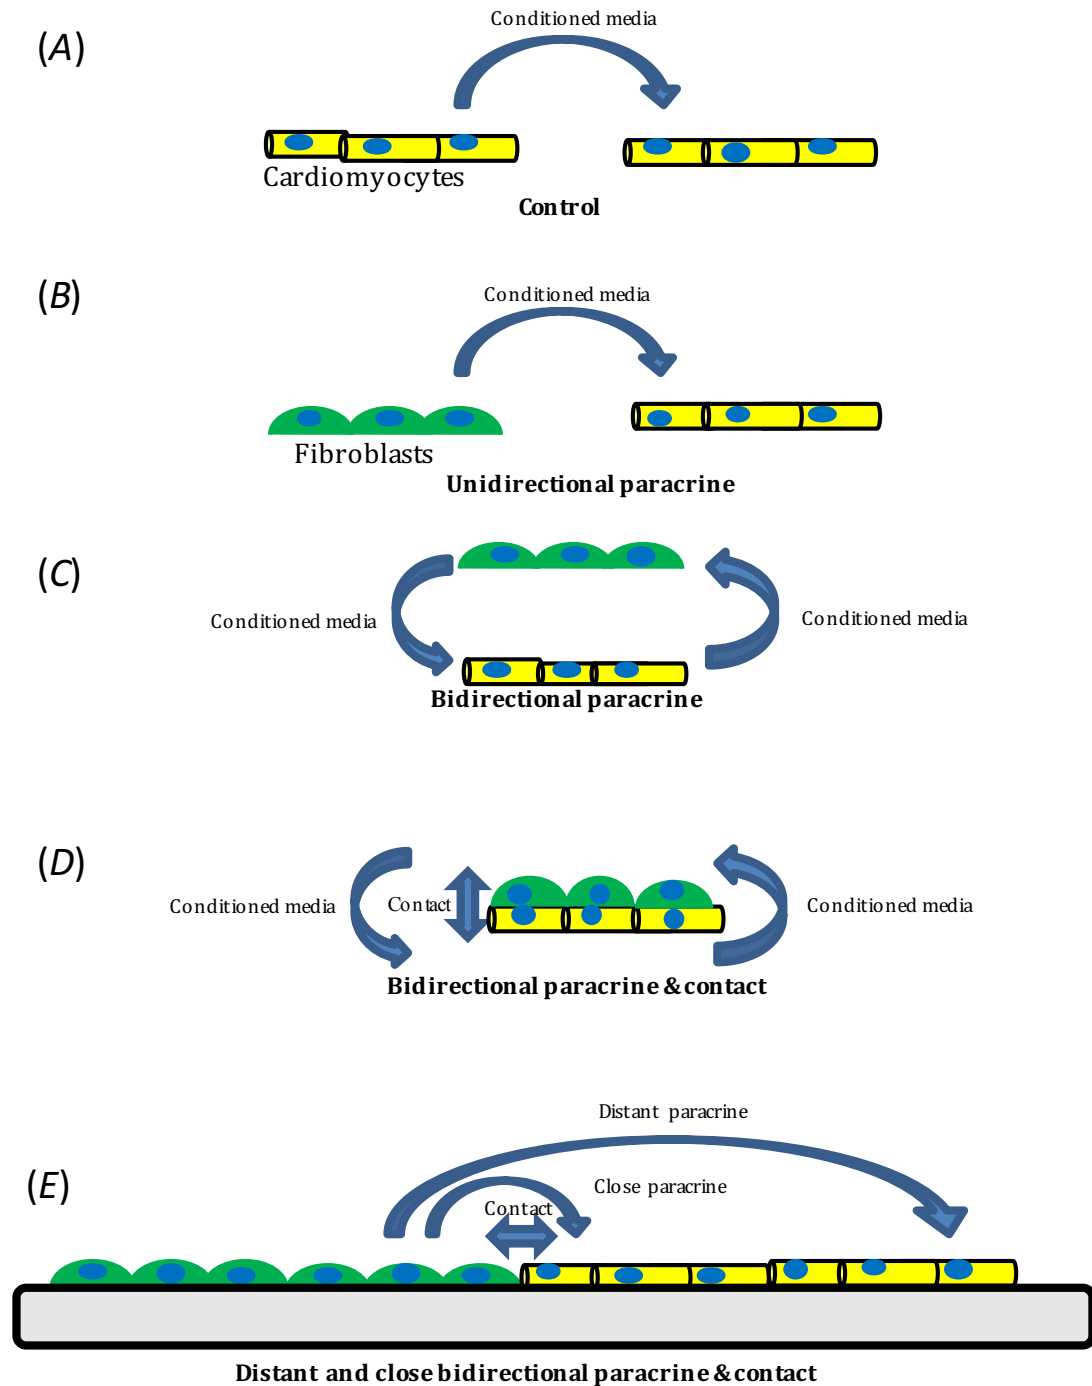 (A)
Conditioned media
Cardiomyocytes
Control
(B)
Conditioned media
Fibroblasts
Unidirectional paracrine
(C)
Conditioned media
Conditioned media
Bidirectional paracrine
(D)
Conditioned media
Contact
Conditioned media
Bidirectional paracrine & contact
Distant paracrine
(E)
Close paracrine
Contact
Distant and close bidirectional paracrine & contact